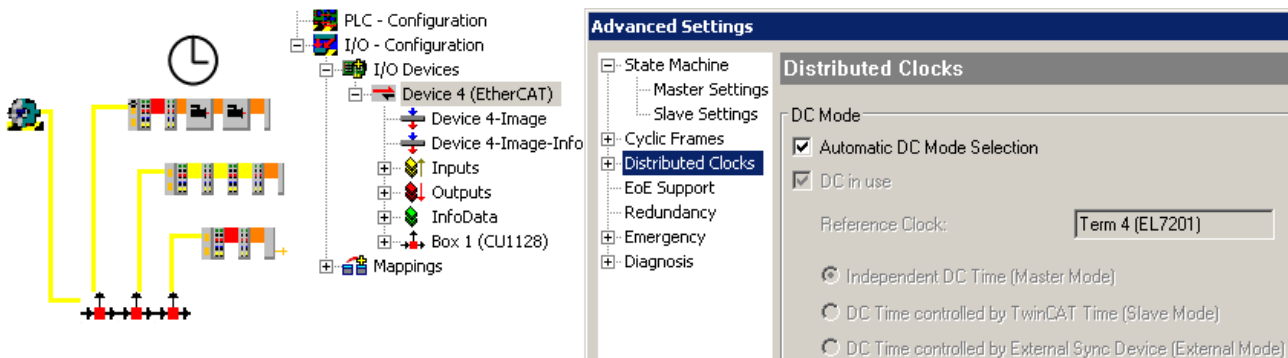 PLC - Configuration
I/O - Configuration
I/O Devices
Device 4 (EtherCAT)
Device 4-Image
Device 4-Image-Info
Inputs
Outputs
InfoData
Box 1 (CU1128)
Mappings
Advanced Settings
State Machine
Master Settings
Slave Settings
Cyclic Frames
Distributed Clocks
EoE Support
Redundancy
Emergency
Diagnosis
Distributed Clocks
DC Mode
Automatic DC Mode Selection
DC in use
Reference Clock: Term 4 (EL7201)
Independent DC Time (Master Mode)
DC Time controlled by TwinCAT Time (Slave Mode)
DC Time controlled by External Sync Device (External Mode)